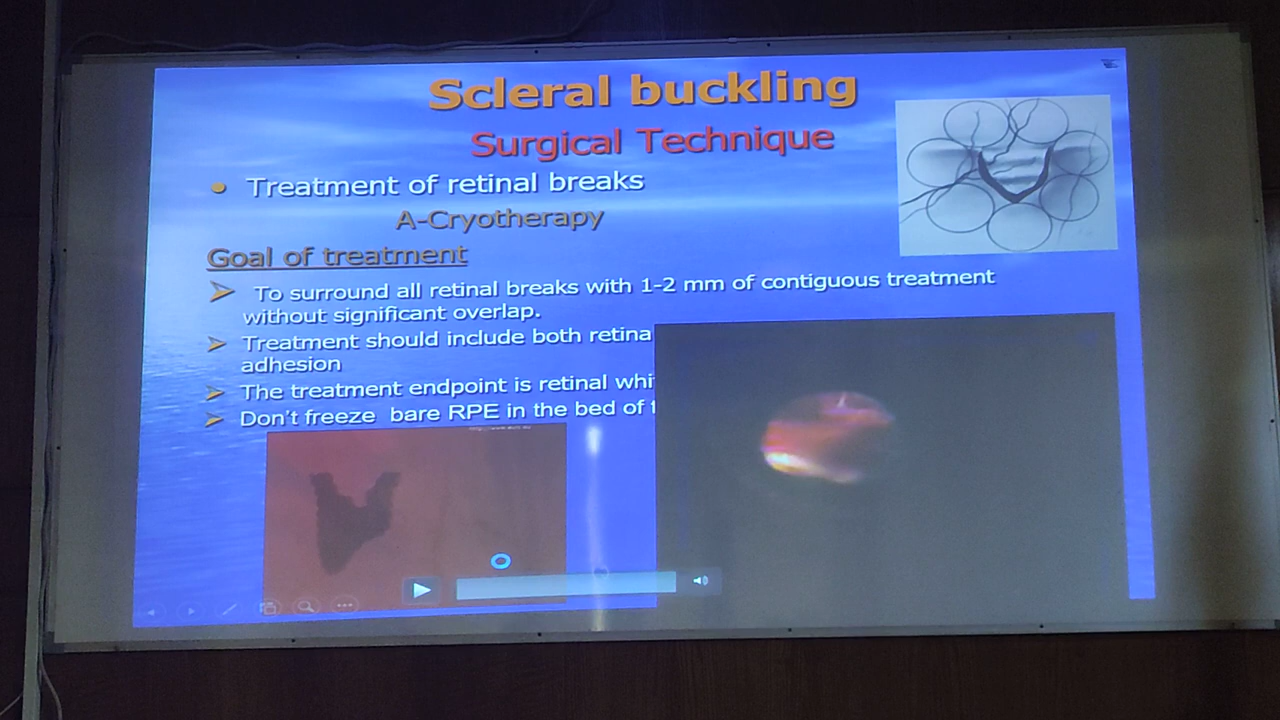 Scleral buckling
Surgical Technique
• Treatment of retinal breaks
A-Cryotherapy
Goal of treatment
➢ To surround all retinal breaks with 1-2 mm of contiguous treatment
without significant overlap.
➢ Treatment should include both retina
adhesion
➢ The treatment endpoint is retinal whi
➢ Don't freeze bare RPE in the bed of